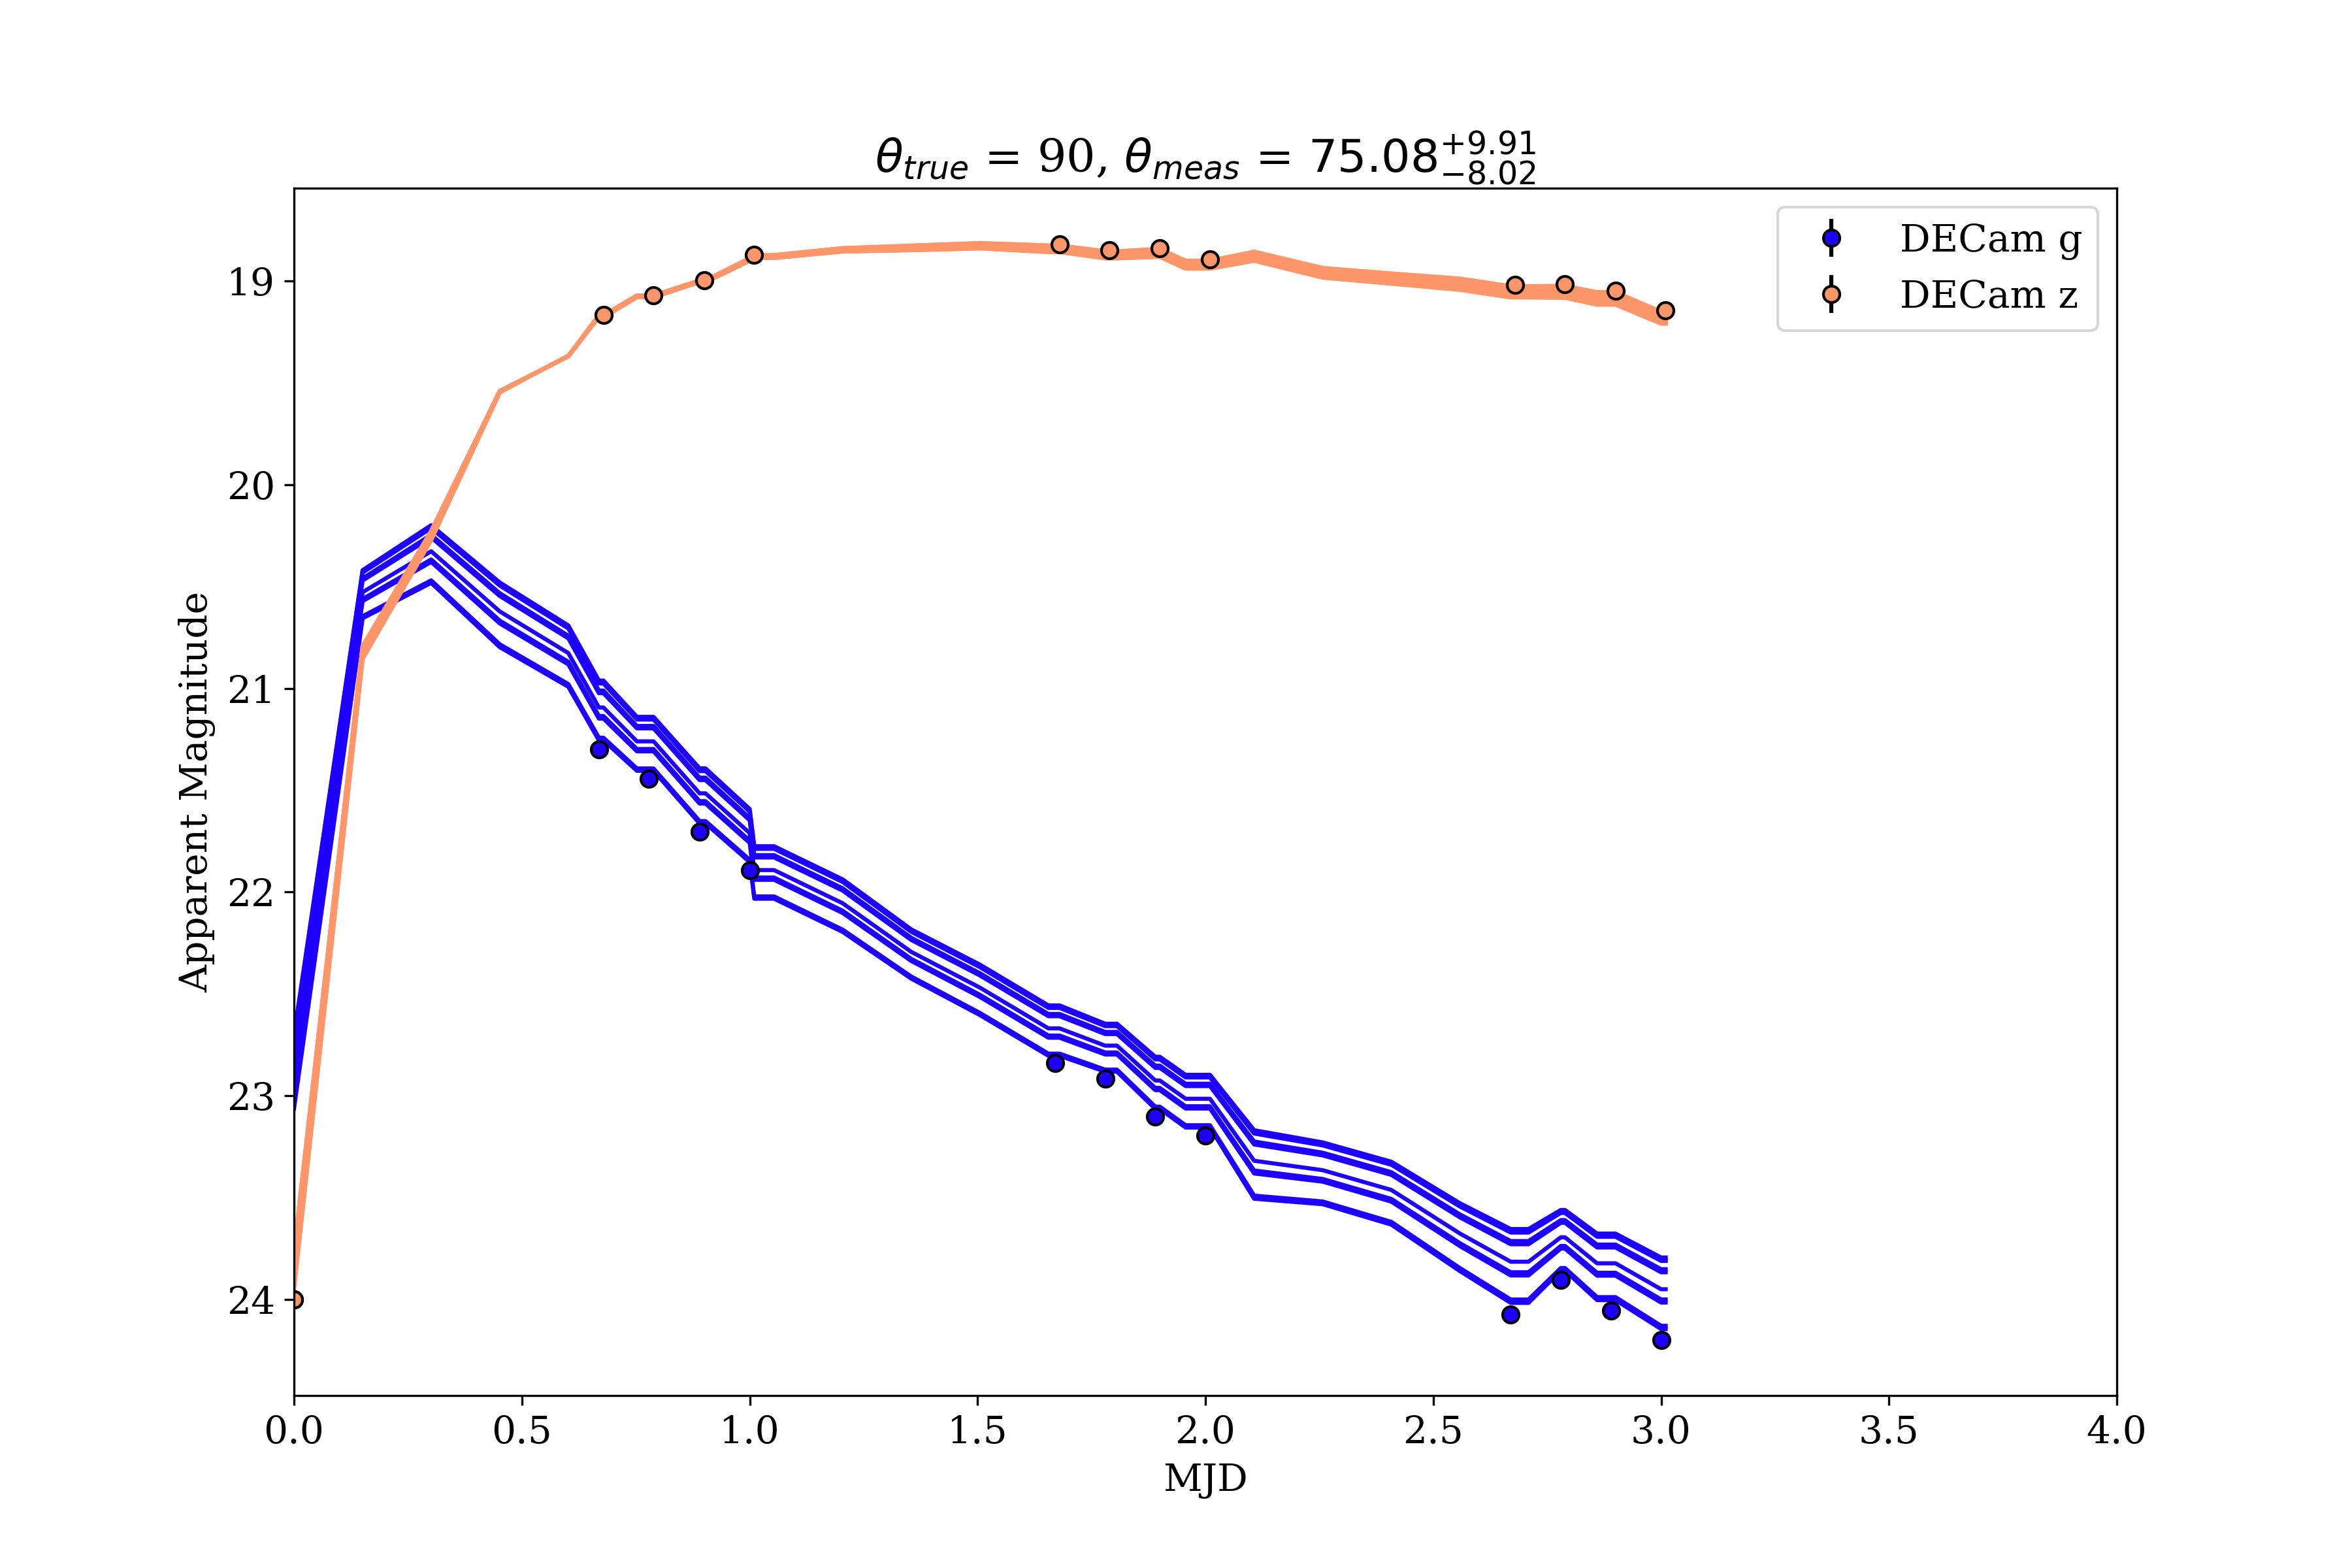 θtrue = 90, θmeas = 75.08+9.91−8.02
DECam g
DECam z
19
20
21
22
23
24
Apparent Magnitude
0.0 0.5 1.0 1.5 2.0 2.5 3.0 3.5 4.0
MJD